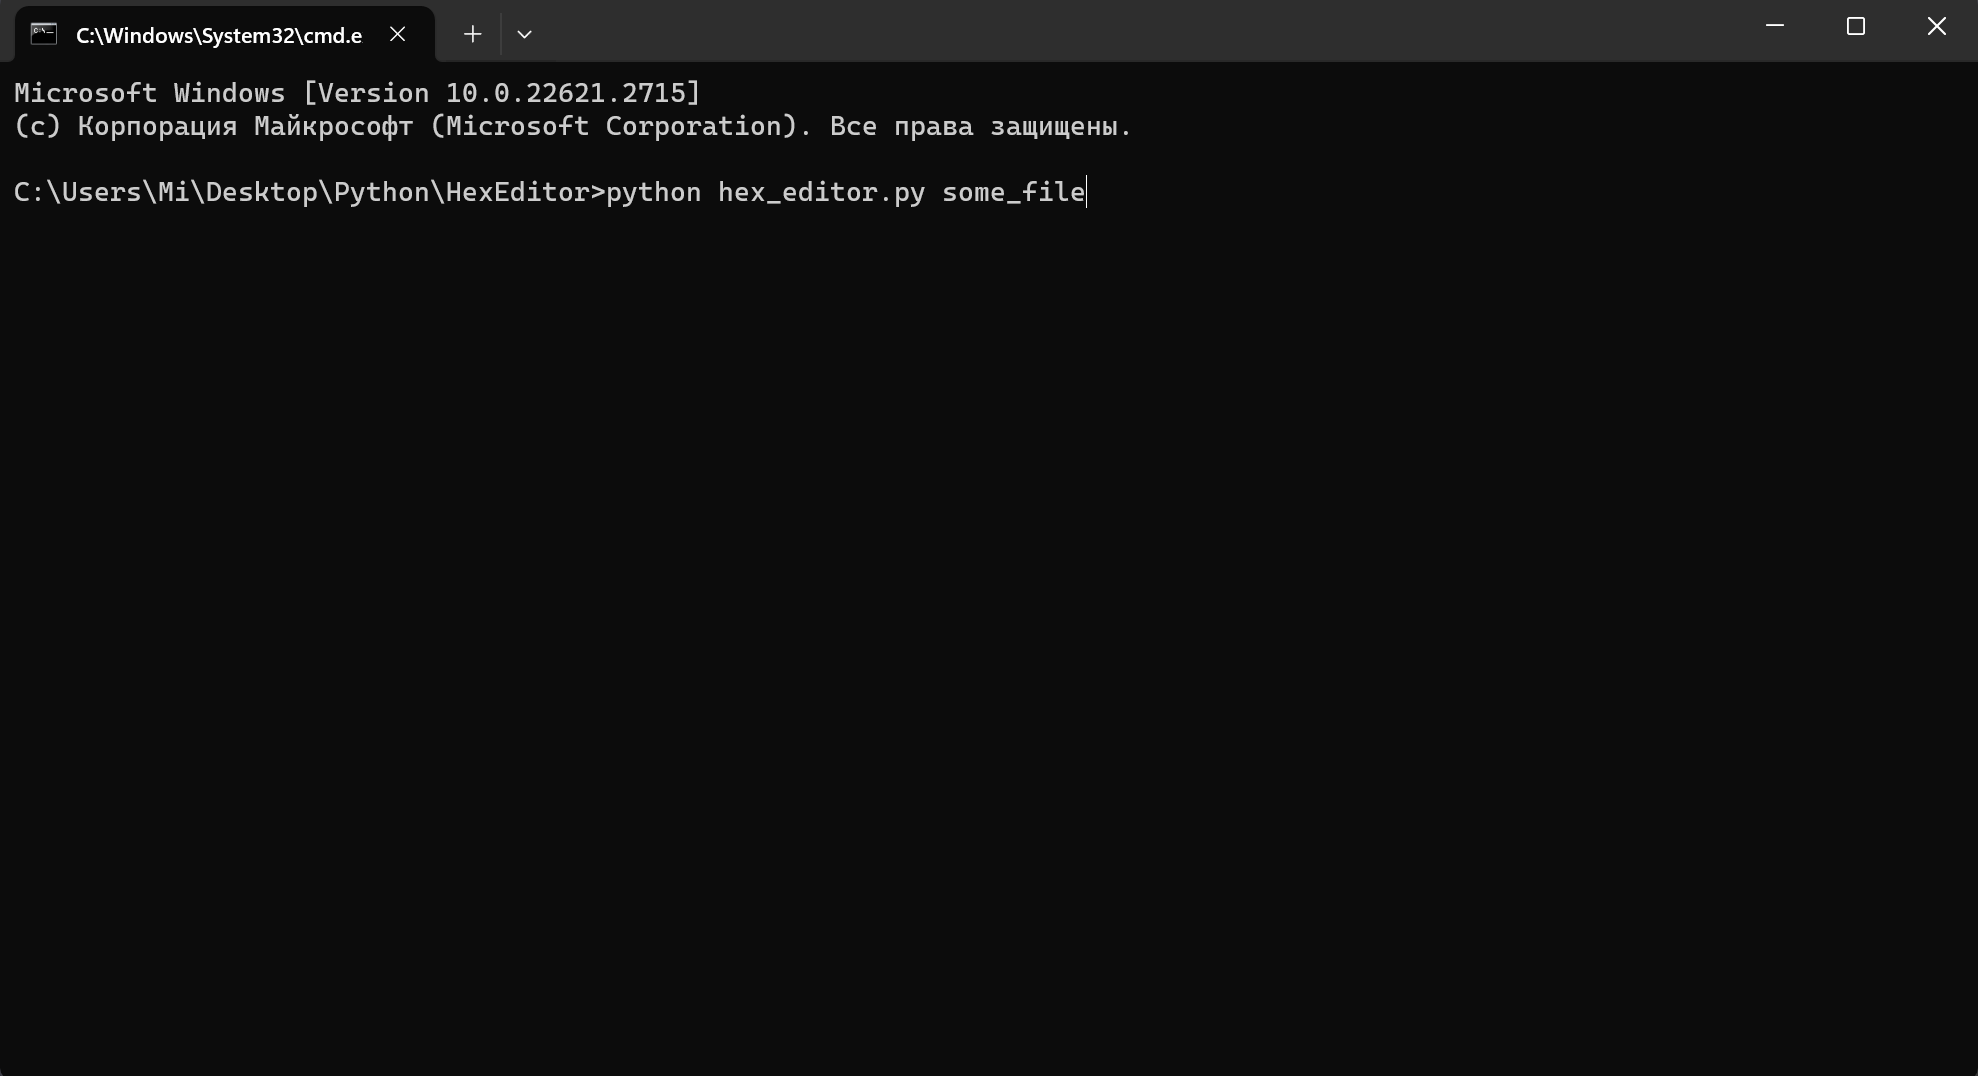 C:\Windows\System32\cmd.e
Microsoft Windows [Version 10.0.22621.2715]
(c) Корпорация Майкрософт (Microsoft Corporation). Все права защищены.
C:\Users\Mi\Desktop\Python\HexEditor>python hex_editor.py some_file